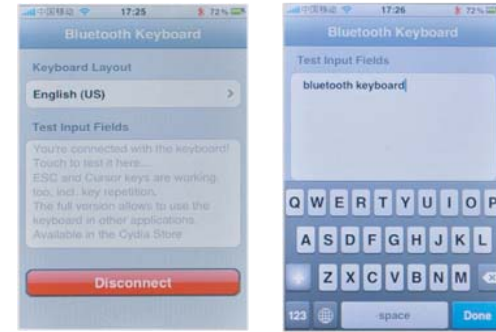 中国移动 17:25 72%
Bluetooth Keyboard
Keyboard Layout
English (US)
Test Input Fields
You're connected with the keyboard!
Touch to test it here...
ESC and Cursor keys are working,
too, incl. key repetition.
The full version allows to use the
keyboard in other applications.
Available in the Cydia Store
Disconnect
中国移动 17:26 72%
Bluetooth Keyboard
Test Input Fields
bluetooth keyboard
Q W E R T Y U I O P
A S D F G H J K L
Z X C V B N M
123 space Done